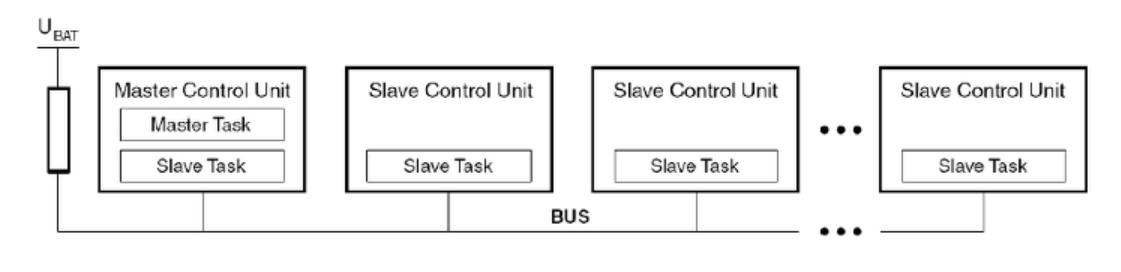 U_BAT
Master Control Unit
Master Task
Slave Task
Slave Control Unit
Slave Task
Slave Control Unit
Slave Task
Slave Control Unit
Slave Task
BUS